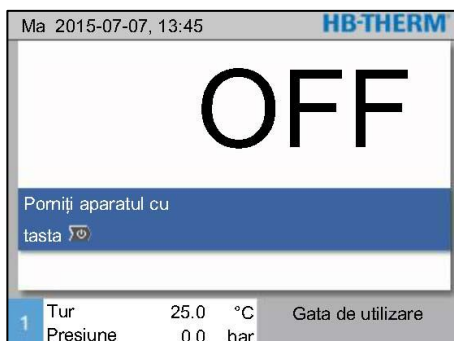 Ma 2015-07-07, 13:45 HB-THERM
OFF
Porniți aparatul cu
tasta
1 Tur 25.0 °C Gata de utilizare
Presiune 0.0 bar